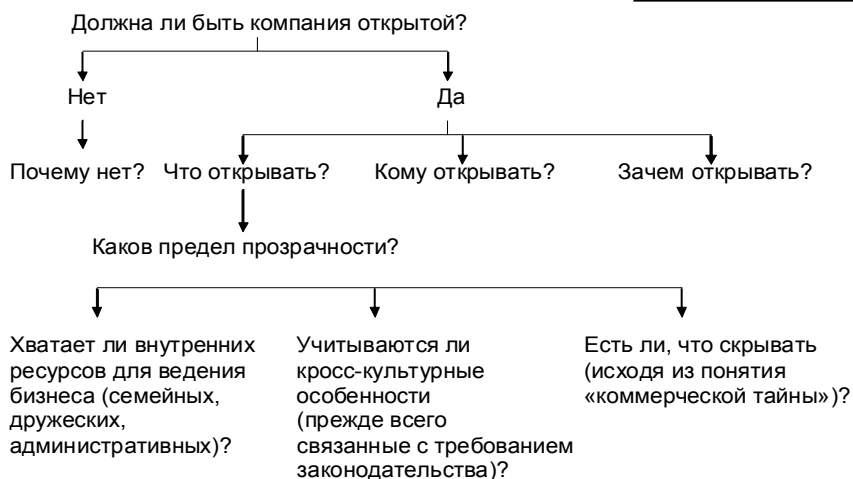 Должна ли быть компания открытой?
Нет
Да
Почему нет?
Что открывать?
Кому открывать?
Зачем открывать?
Каков предел прозрачности?
Хватает ли внутренних
ресурсов для ведения
бизнеса (семейных,
дружеских,
административных)?
Учитываются ли
кросс-культурные
особенности
(прежде всего
связанные с требованием
законодательства)?
Есть ли, что скрывать
(исходя из понятия
«коммерческой тайны»)?